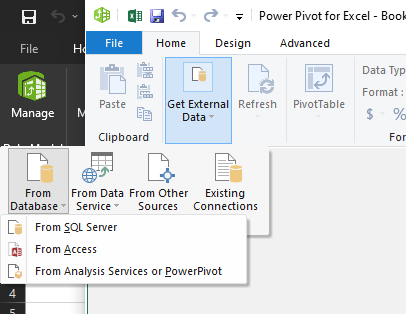 Power Pivot for Excel - Book
File
File Home Design Advanced
Manage
Paste
Get External Data
Refresh
PivotTable
Data Type
Format :
$ %
Clipboard
For
From Database
From Data Service
From Other Sources
Existing Connections
From SQL Server
From Access
From Analysis Services or PowerPivot
4
5